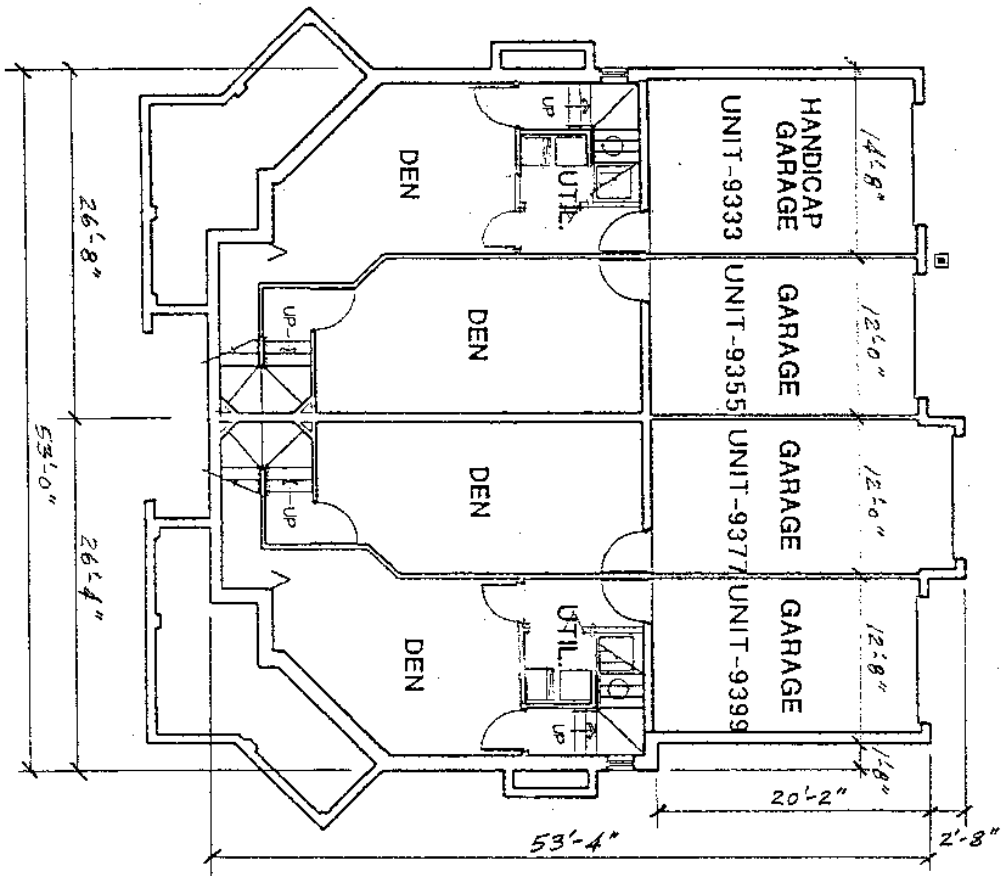 HANDICAP
GARAGE
UNIT-9333
14'-8"
GARAGE
UNIT-9355
12'-0"
GARAGE
UNIT-9377
12'-0"
GARAGE
UNIT-9399
12'-8"
1'-8"
DEN
UP
UTIL.
DEN
UP
DEN
UP
DEN
UTIL.
UP
26'-8"
53'-0"
26'-4"
20'-2"
2'-8"
53'-4"